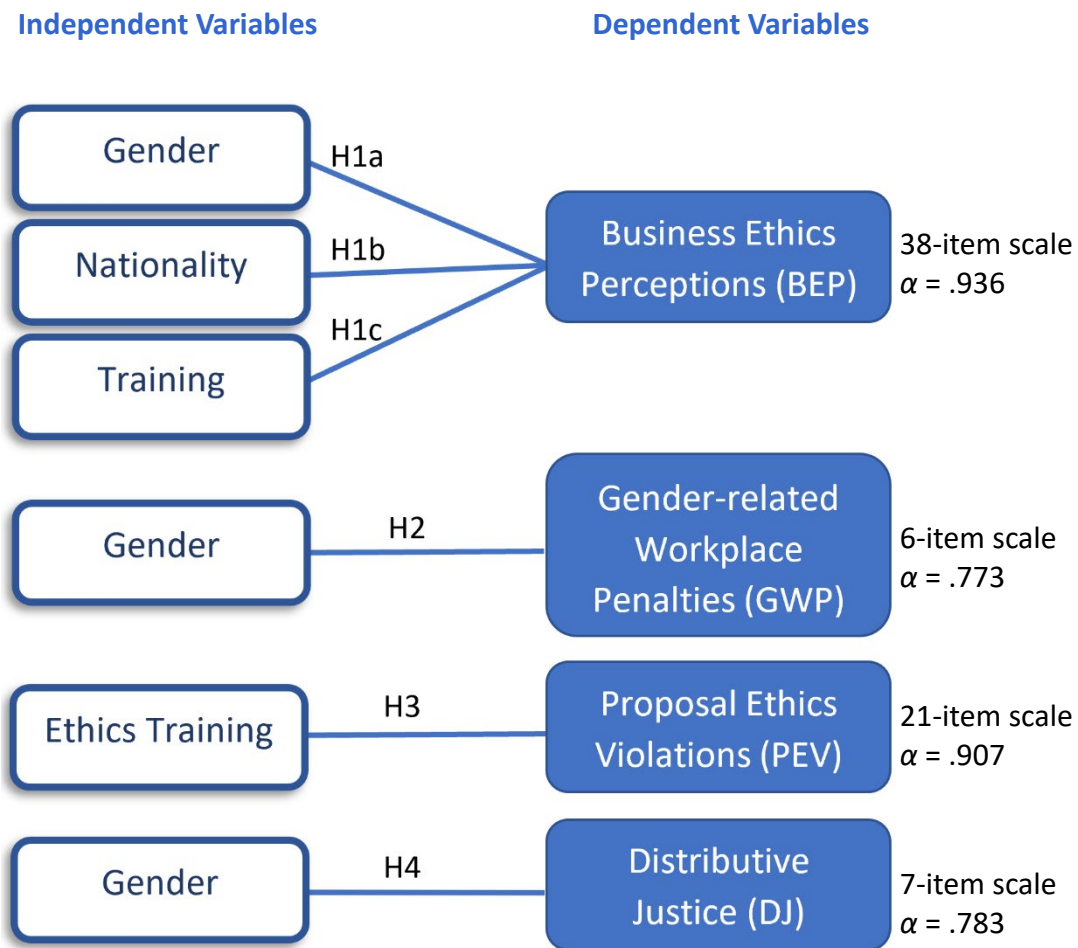 Independent Variables
Dependent Variables
Gender
H1a
Nationality
H1b
Training
H1c
Business Ethics
Perceptions (BEP)
38-item scale
α = .936
Gender
H2
Gender-related
Workplace
Penalties (GWP)
6-item scale
α = .773
Ethics Training
H3
Proposal Ethics
Violations (PEV)
21-item scale
α = .907
Gender
H4
Distributive
Justice (DJ)
7-item scale
α = .783